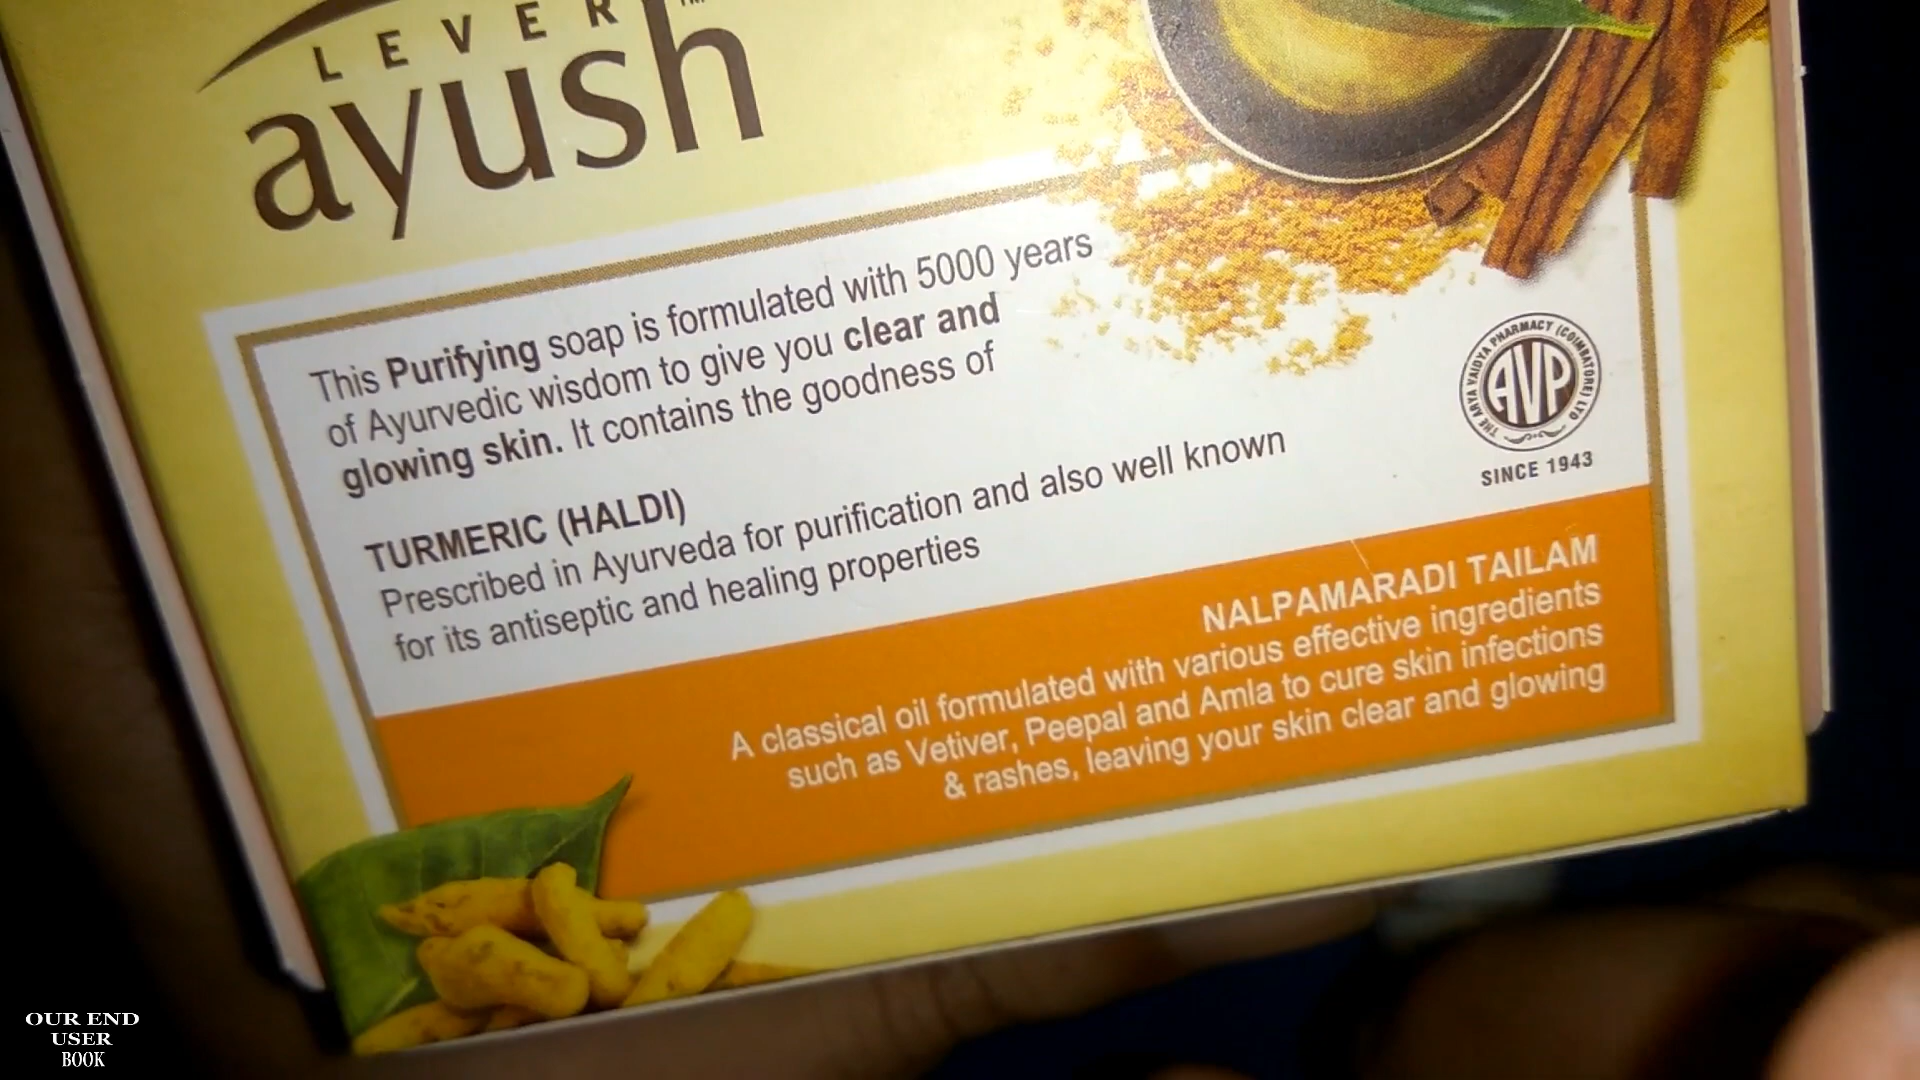 LEVER
ayush
This Purifying soap is formulated with 5000 years
of Ayurvedic wisdom to give you clear and
glowing skin. It contains the goodness of
TURMERIC (HALDI)
Prescribed in Ayurveda for purification and also well known
for its antiseptic and healing properties
THE ARYA VAIDYA PHARMACY (COIMBATORE) LTD
AVP
SINCE 1943
NALPAMARADI TAILAM
A classical oil formulated with various effective ingredients
such as Vetiver, Peepal and Amla to cure skin infections
& rashes, leaving your skin clear and glowing
OUR END
USER
BOOK